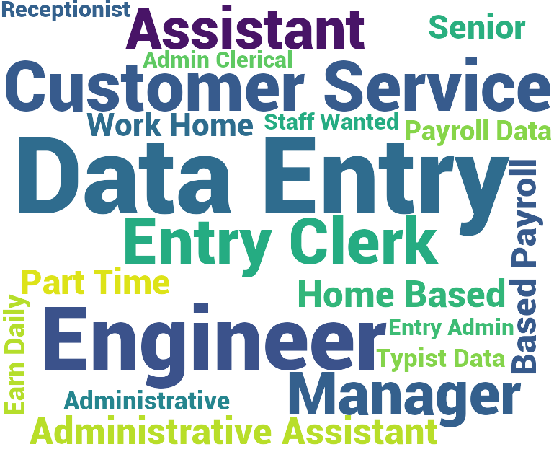 Receptionist
Assistant
Senior
Admin Clerical
Customer Service
Work Home
Staff Wanted
Payroll Data
Data Entry
Based Payroll
Entry Clerk
Part Time
Home Based
Earn Daily
Engineer
Entry Admin
Typist Data
Manager
Administrative
Administrative Assistant